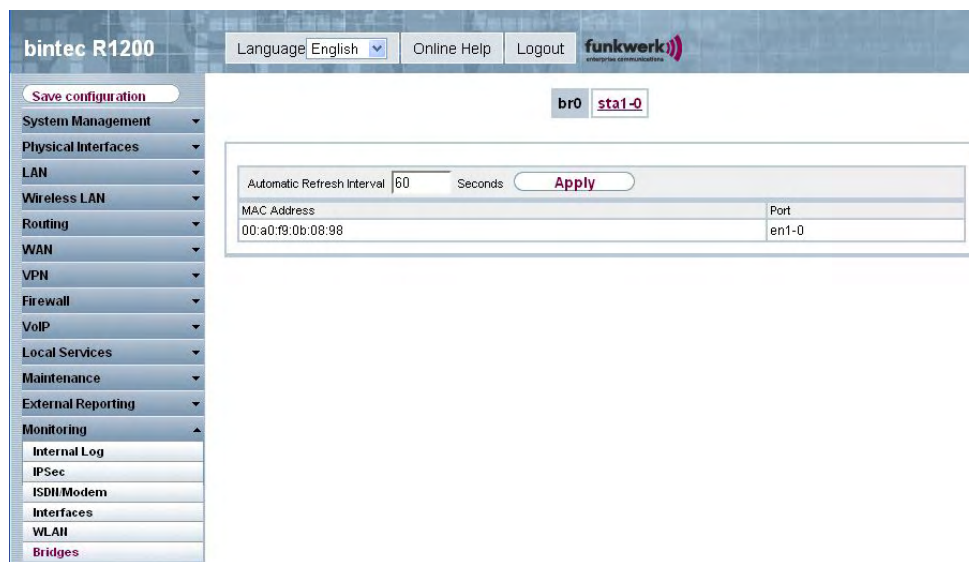 bintec R1200
Language English Online Help Logout funkwerk
enterprise communications
Save configuration
br0 sta1-0
System Management
Physical Interfaces
LAN
Wireless LAN
Routing
WAN
VPN
Firewall
VoIP
Local Services
Maintenance
External Reporting
Monitoring
Internal Log
IPSec
ISDN/Modem
Interfaces
WLAN
Bridges
Automatic Refresh Interval 60 Seconds Apply
MAC Address Port
00:a0:f9:0b:08:98 en1-0